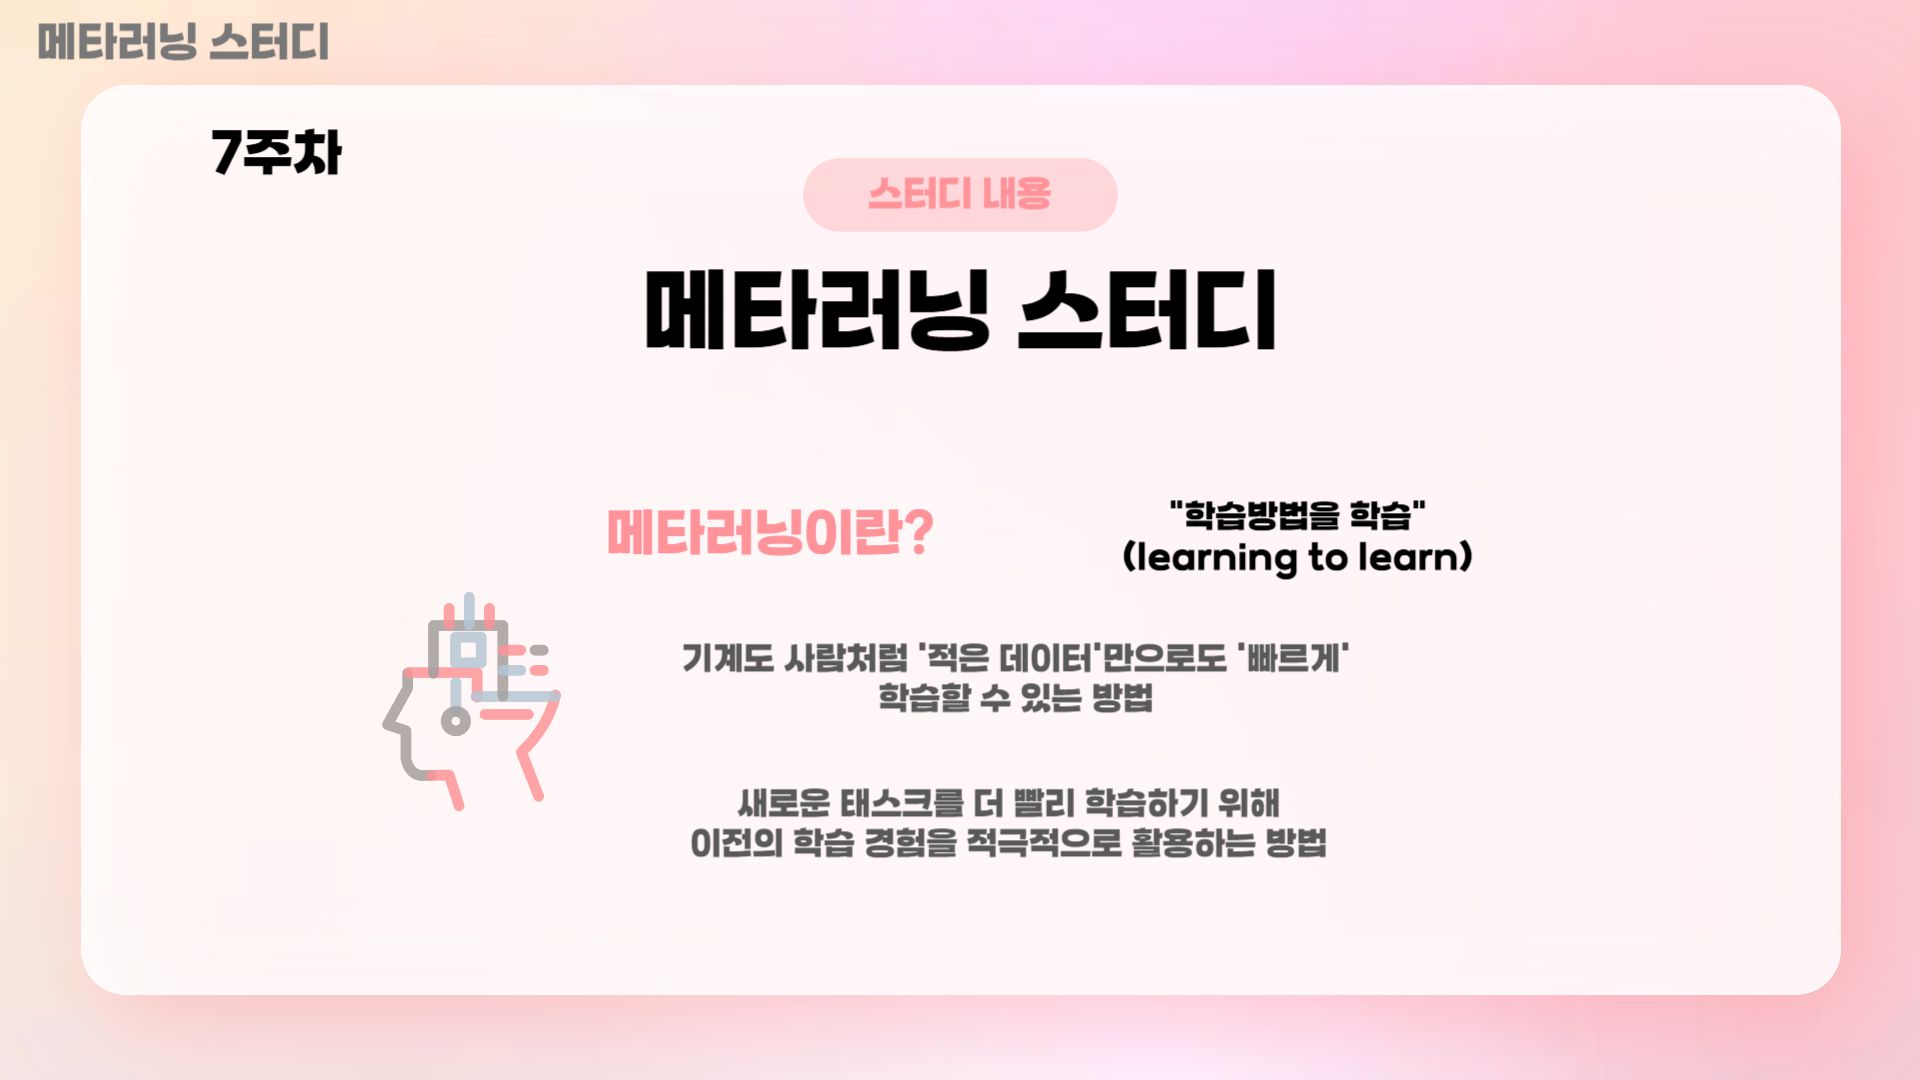 메타러닝 스터디
7주차
스터디 내용
메타러닝 스터디
메타러닝이란?
"학습방법을 학습"
(learning to learn)
기계도 사람처럼 '적은 데이터'만으로도 '빠르게'
학습할 수 있는 방법
새로운 태스크를 더 빨리 학습하기 위해
이전의 학습 경험을 적극적으로 활용하는 방법